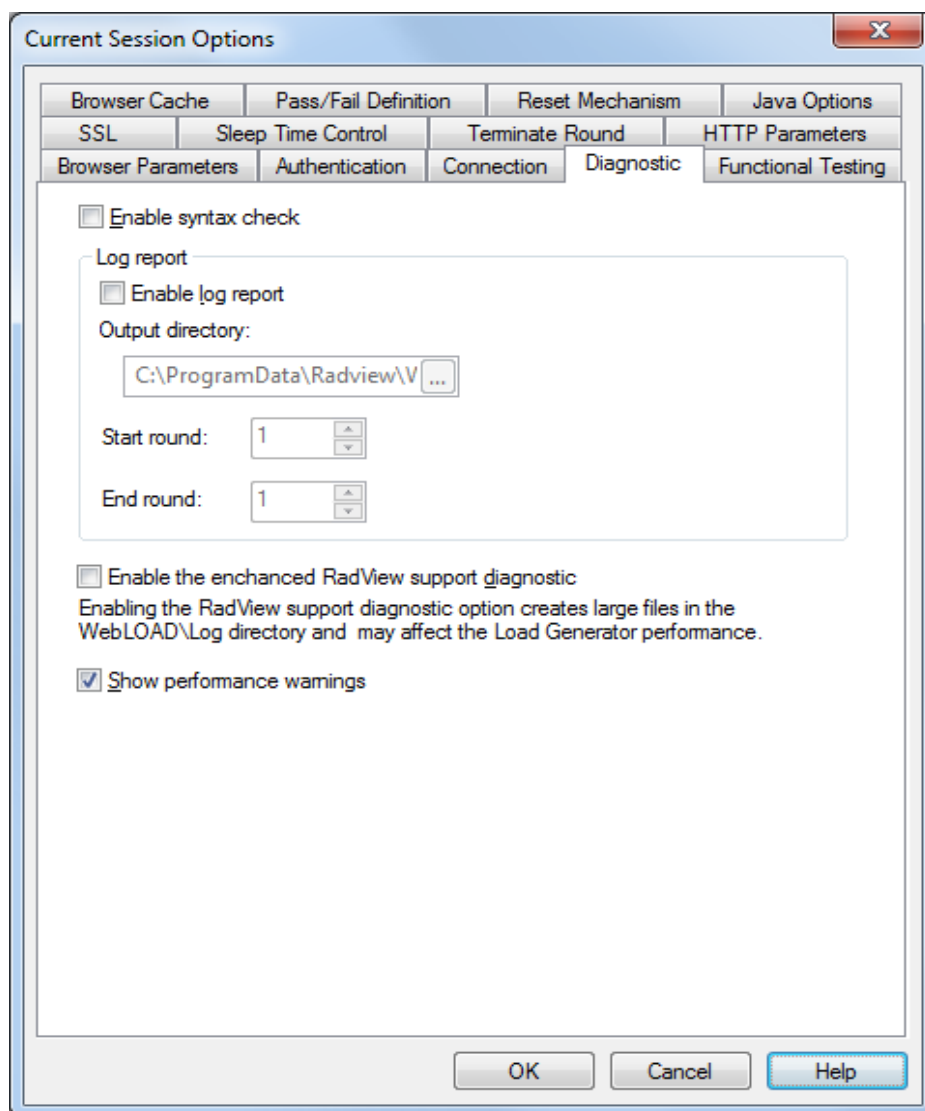 Current Session Options
Browser Cache Pass/Fail Definition Reset Mechanism Java Options
SSL Sleep Time Control Terminate Round HTTP Parameters
Browser Parameters Authentication Connection Diagnostic Functional Testing
Enable syntax check
Log report
Enable log report
Output directory:
C:\ProgramData\Radview\V ...
Start round: 1
End round: 1
Enable the enchanced RadView support diagnostic
Enabling the RadView support diagnostic option creates large files in the
WebLOAD\Log directory and may affect the Load Generator performance.
Show performance warnings
OK Cancel Help